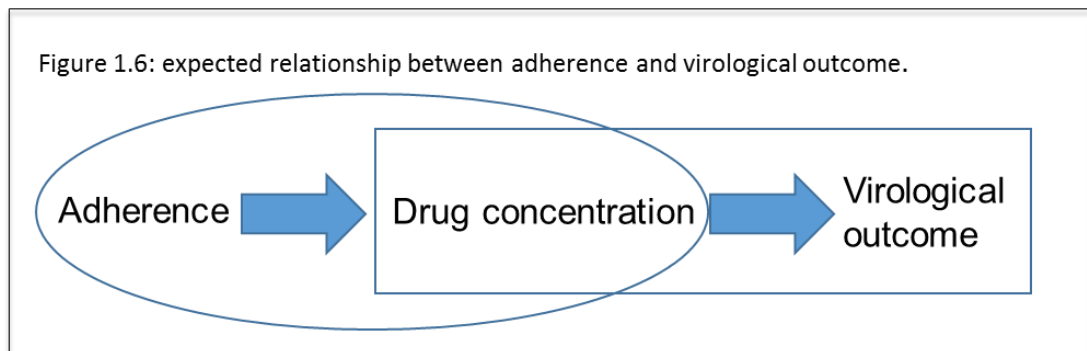 Figure 1.6: expected relationship between adherence and virological outcome.
Adherence
Drug concentration
Virological
outcome